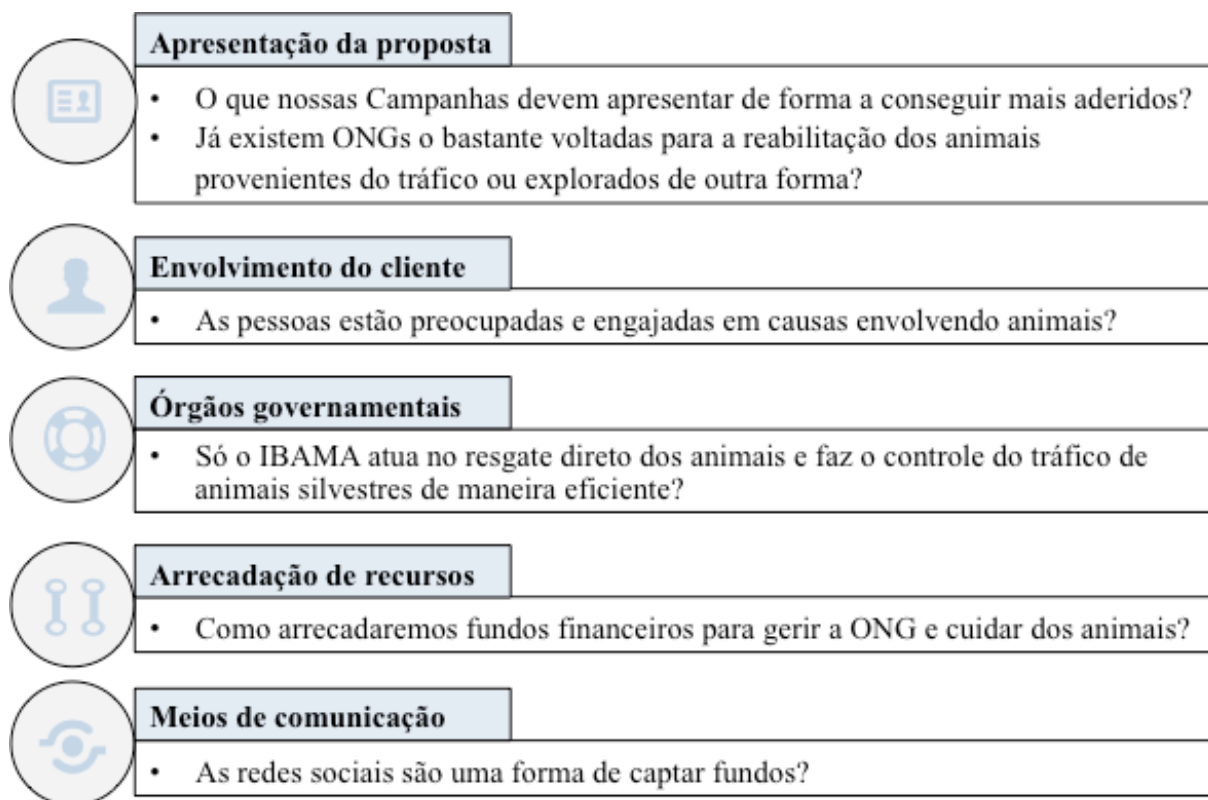 Apresentação da proposta
• O que nossas Campanhas devem apresentar de forma a conseguir mais aderidos?
• Já existem ONGs o bastante voltadas para a reabilitação dos animais
provenientes do tráfico ou explorados de outra forma?
Envolvimento do cliente
• As pessoas estão preocupadas e engajadas em causas envolvendo animais?
Órgãos governamentais
• Só o IBAMA atua no resgate direto dos animais e faz o controle do tráfico de
animais silvestres de maneira eficiente?
Arrecadação de recursos
• Como arrecadaremos fundos financeiros para gerir a ONG e cuidar dos animais?
Meios de comunicação
• As redes sociais são uma forma de captar fundos?